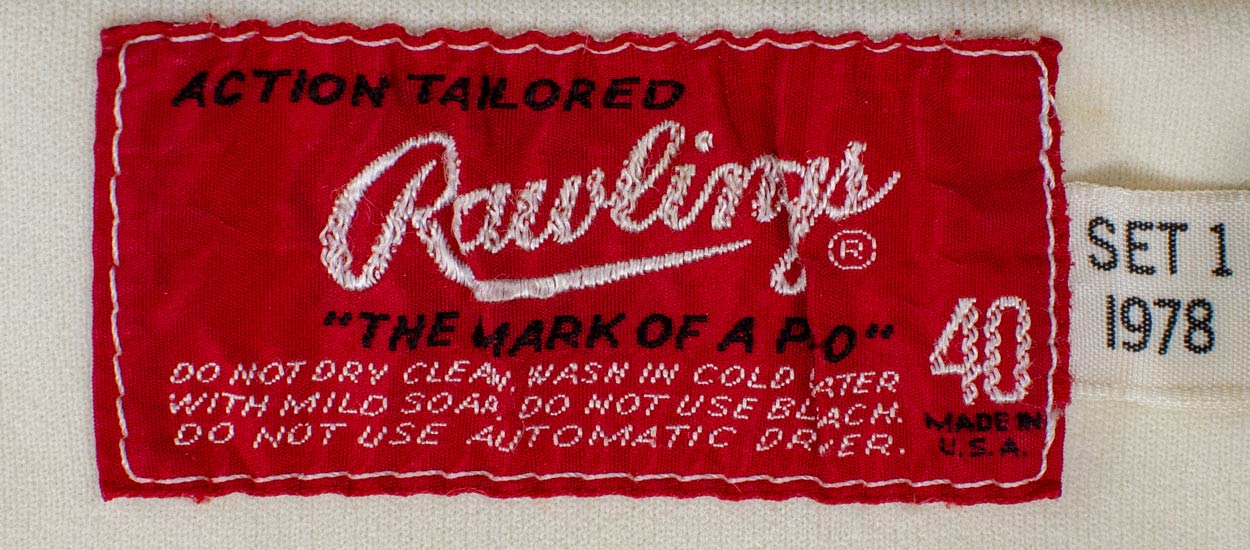 ACTION TAILORED
Rawlings
®
"THE MARK OF A PRO"
DO NOT DRY CLEAN, WASH IN COLD WATER
WITH MILD SOAP, DO NOT USE BLEACH.
DO NOT USE AUTOMATIC DRYER.
40
MADE IN
U.S.A.
SET 1
1978